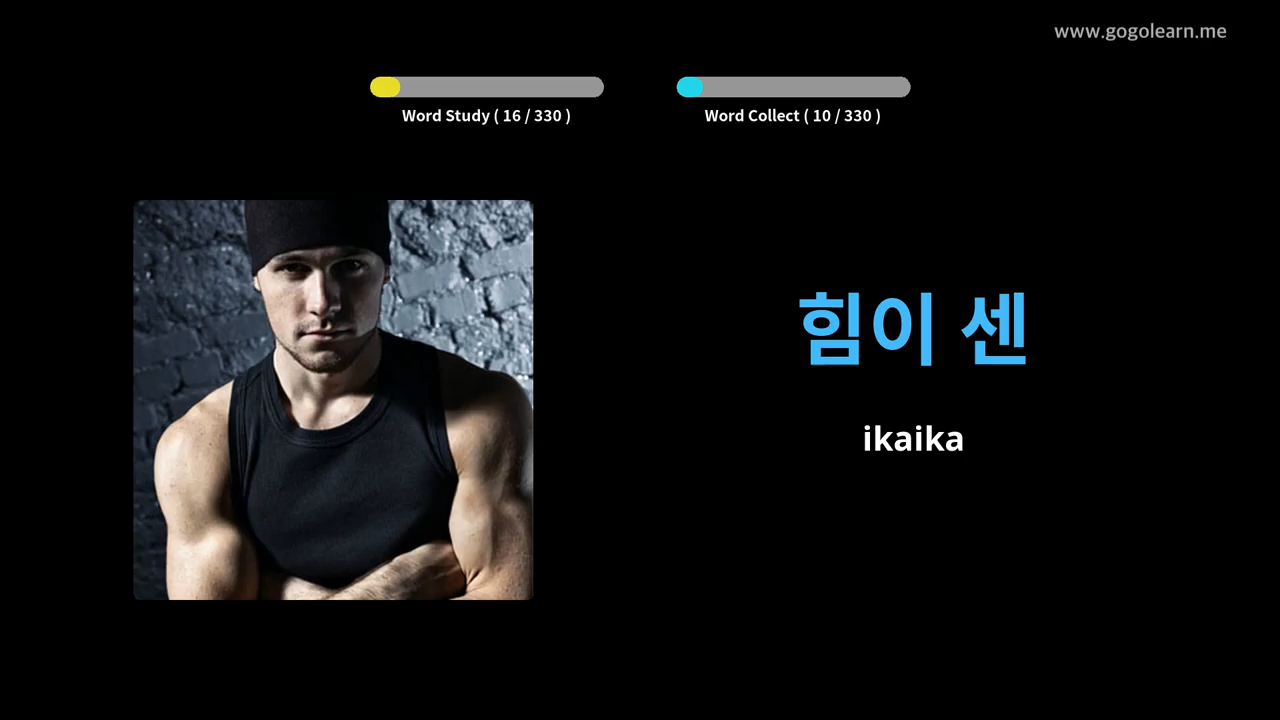 www.gogolearn.me
Word Study ( 16 / 330 )
Word Collect ( 10 / 330 )
힘이 센
ikaika